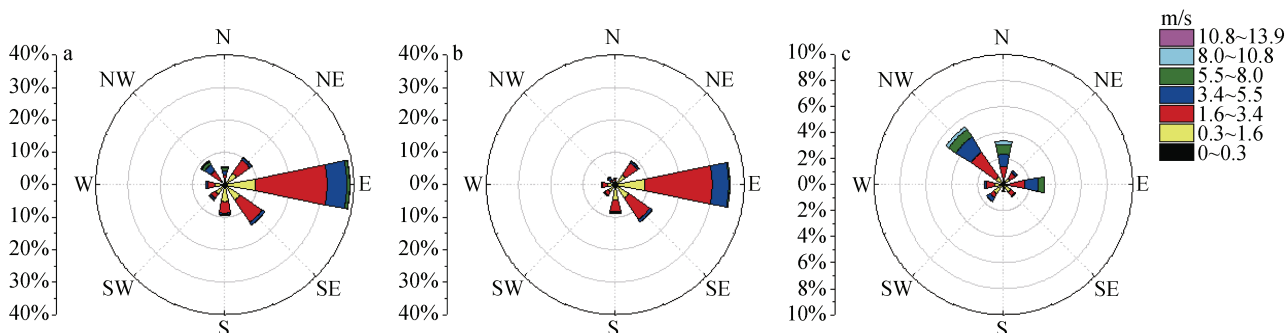 a
40%
30%
20%
10%
0%
10%
20%
30%
40%
N
NE
E
SE
S
SW
W
NW
b
40%
30%
20%
10%
0%
10%
20%
30%
40%
N
NE
E
SE
S
SW
W
NW
c
10%
8%
6%
4%
2%
0%
2%
4%
6%
8%
10%
N
NE
E
SE
S
SW
W
NW
m/s
10.8~13.9
8.0~10.8
5.5~8.0
3.4~5.5
1.6~3.4
0.3~1.6
0~0.3